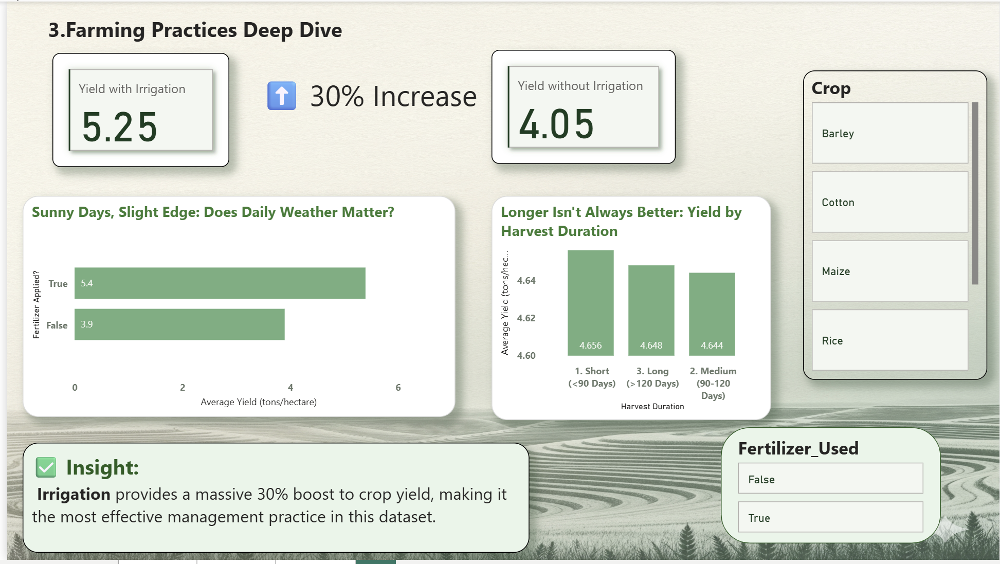 3.Farming Practices Deep Dive
Yield with Irrigation
5.25
⬆ 30% Increase
Yield without Irrigation
4.05
Crop
Barley
Cotton
Maize
Rice
Sunny Days, Slight Edge: Does Daily Weather Matter?
Fertilizer Applied?
True
5.4
False
3.9
0 2 4 6
Average Yield (tons/hectare)
Longer Isn't Always Better: Yield by
Harvest Duration
Average Yield (tons/hec...
4.64
4.62
4.60
4.656 4.648 4.644
1. Short
(<90 Days)
3. Long
(>120 Days)
2. Medium
(90-120
Days)
Harvest Duration
✅ Insight:
Irrigation provides a massive 30% boost to crop yield, making it
the most effective management practice in this dataset.
Fertilizer_Used
False
True